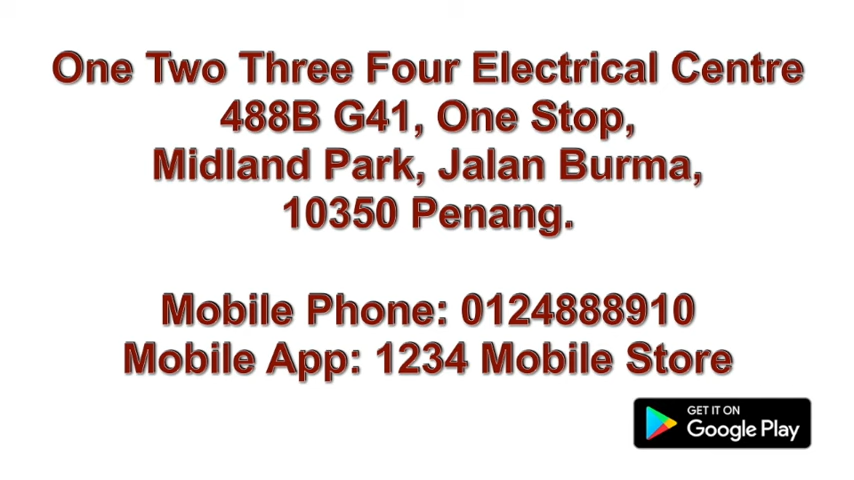 One Two Three Four Electrical Centre
488B G41, One Stop,
Midland Park, Jalan Burma,
10350 Penang.
Mobile Phone: 0124888910
Mobile App: 1234 Mobile Store
GET IT ON
Google Play